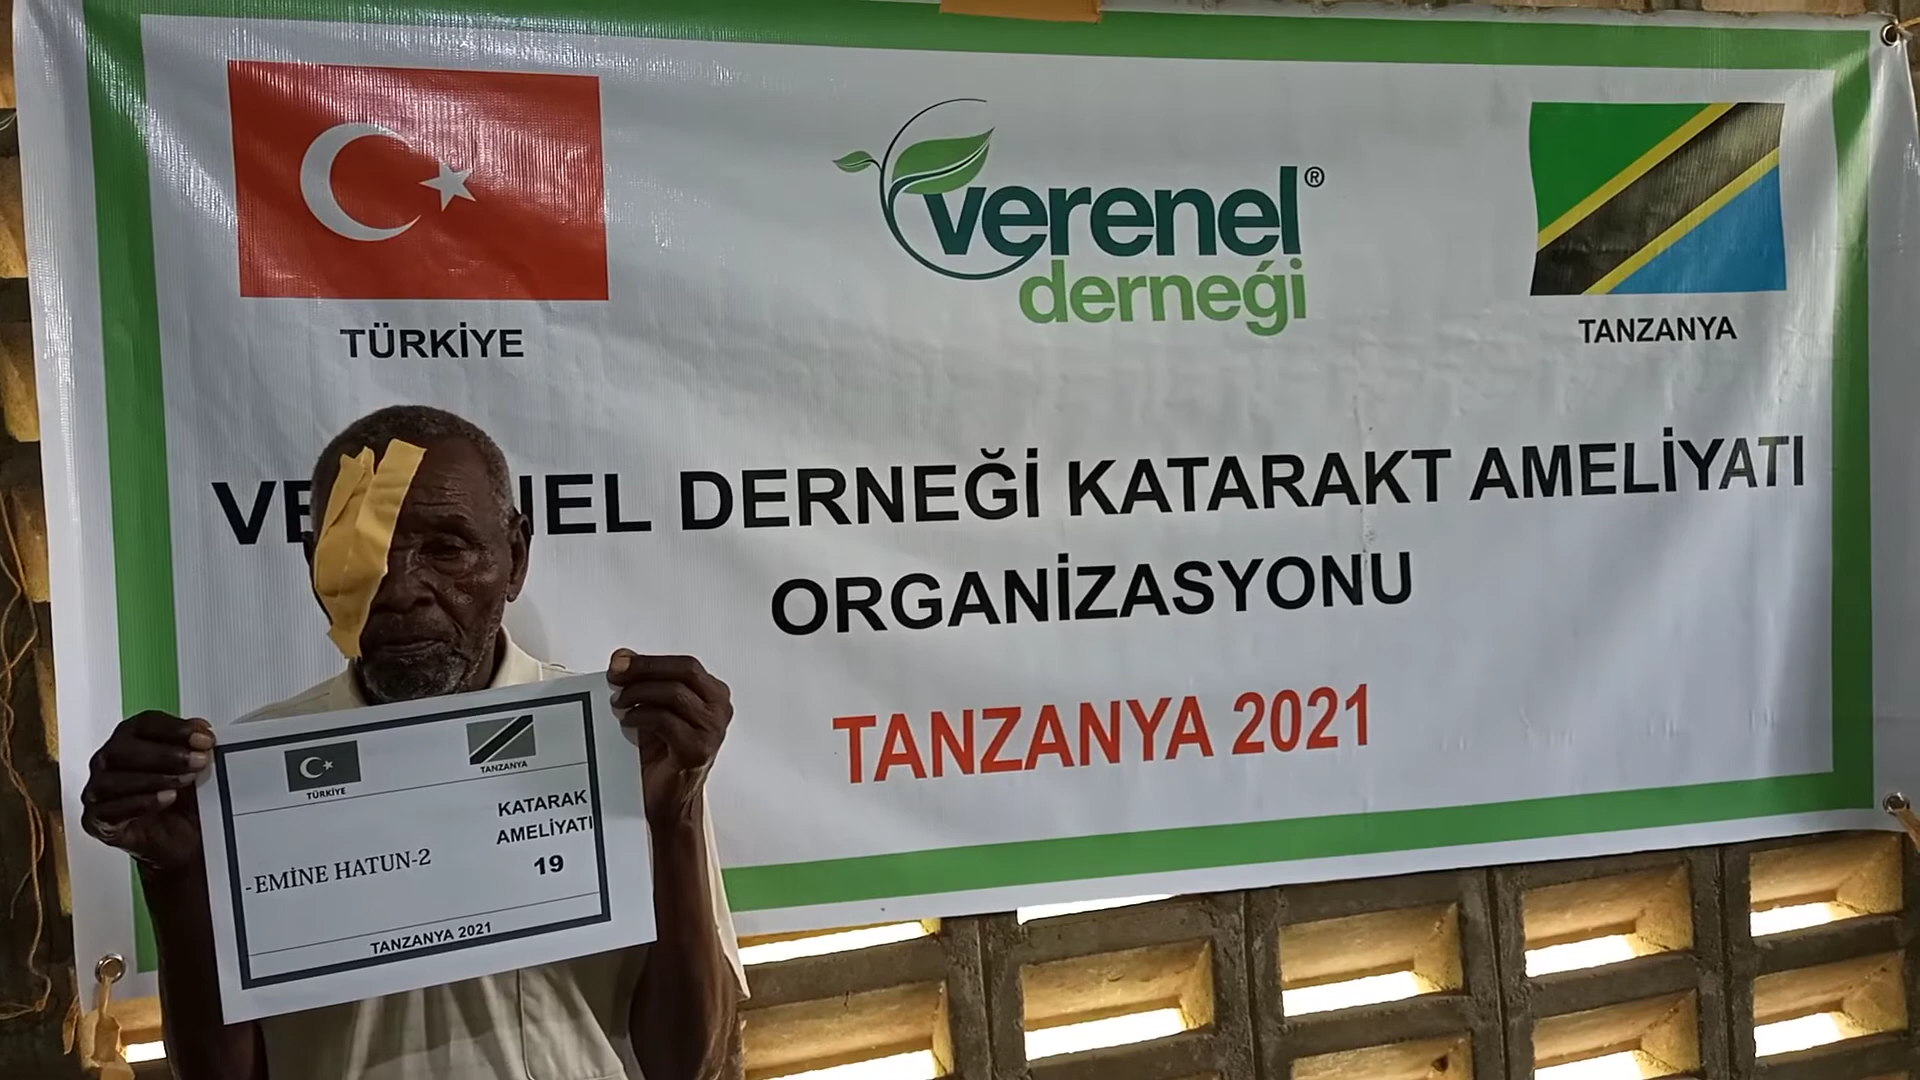 verenel®
derneği
TÜRKİYE
TANZANYA
VE NEL DERNEĞİ KATARAKT AMELİYATI
ORGANİZASYONU
TANZANYA 2021
TÜRKİYE
TANZANYA
KATARAK
AMELİYATI
19
-EMİNE HATUN-2
TANZANYA 2021